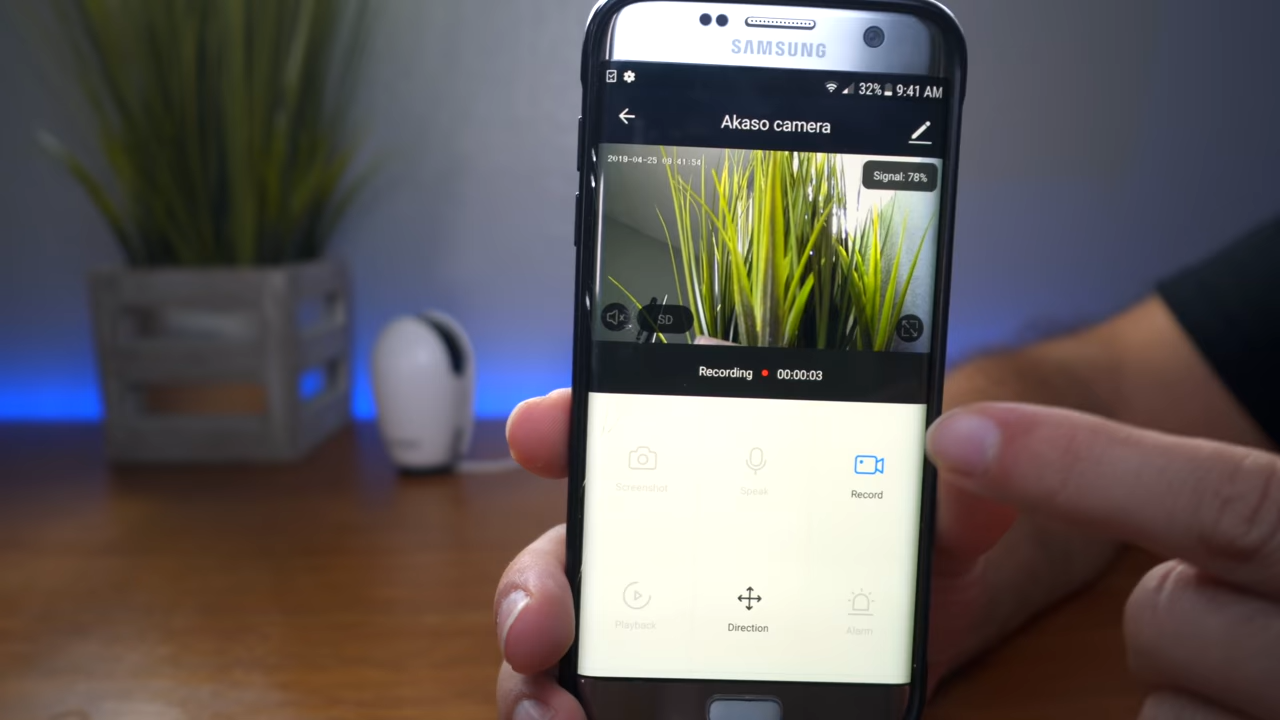 SAMSUNG
32% 9:41 AM
Akaso camera
2019-04-25 09:41:54
Signal: 78%
SD
Recording 00:00:03
Screenshot
Speak
Record
Playback
Direction
Alarm